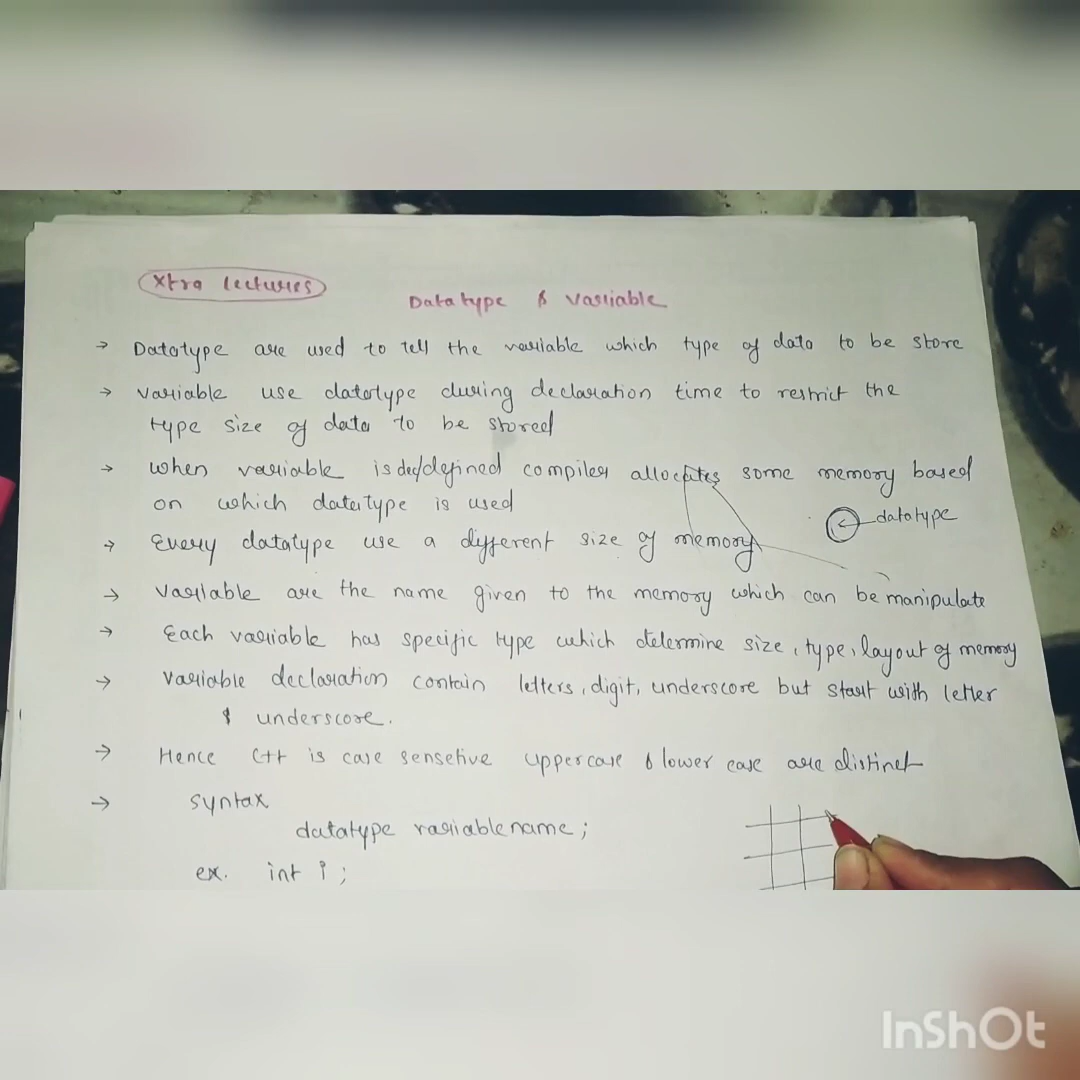 Xtra lectures
Datatype & Variable
→ Datatype are used to tell the variable which type of data to be store
→ variable use datatype during declaration time to restrict the
type size of data to be stored
→ when variable is dec/defined compiler allocates some memory based
on which datatype is used
datatype
→ Every datatype use a different size of memory
→ Variable are the name given to the memory which can be manipulate
→ Each variable has specific type which determine size, type, layout of memory
→ variable declaration contain letters, digit, underscore but start with letter
& underscore.
→ Hence C++ is case sensetive uppercase & lower case are distinct
→ syntax
datatype variablename;
ex. int i;
InShOt